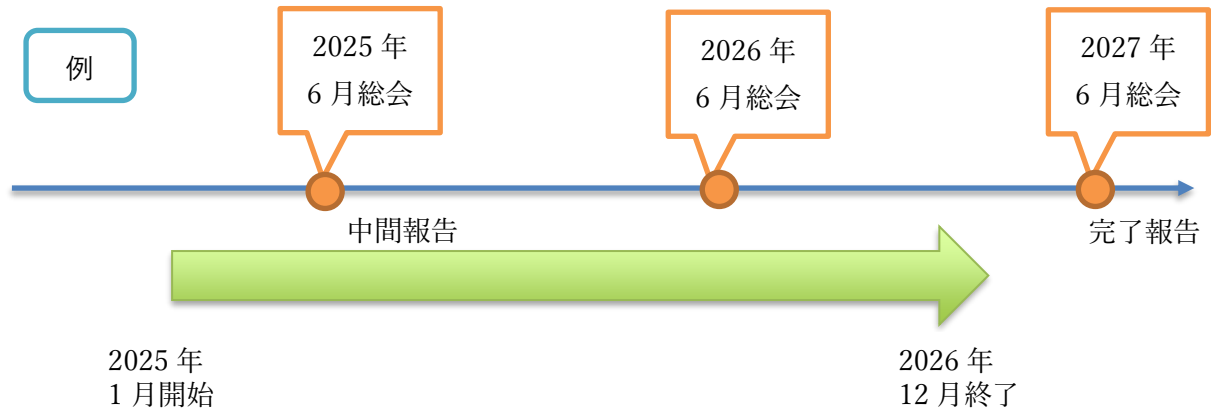 例
2025 年
6 月総会
2026 年
6 月総会
2027 年
6 月総会
中間報告
完了報告
2025 年
1 月開始
2026 年
12 月終了